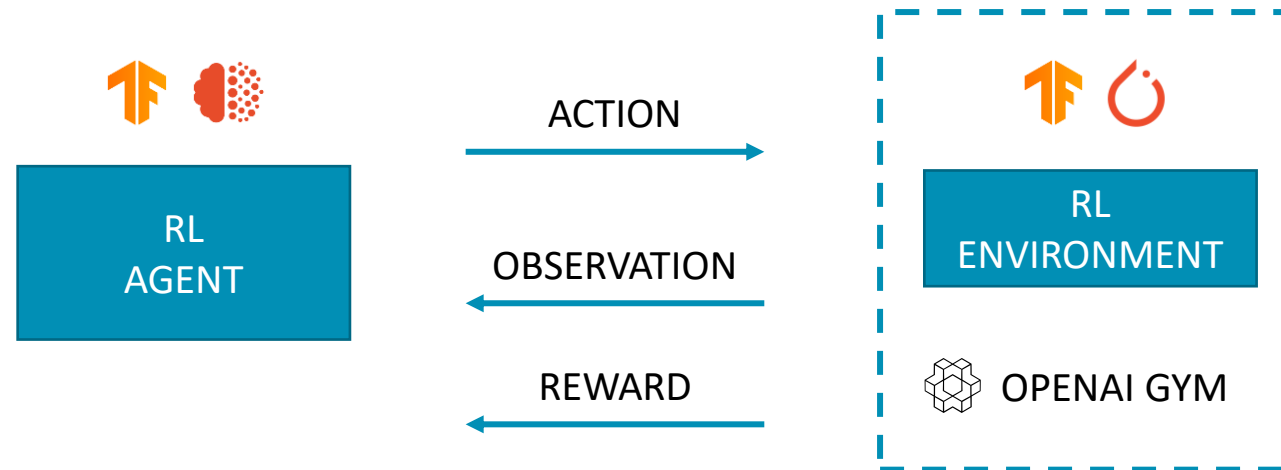 ACTION
RL
AGENT
OBSERVATION
REWARD
RL
ENVIRONMENT
OPENAI GYM